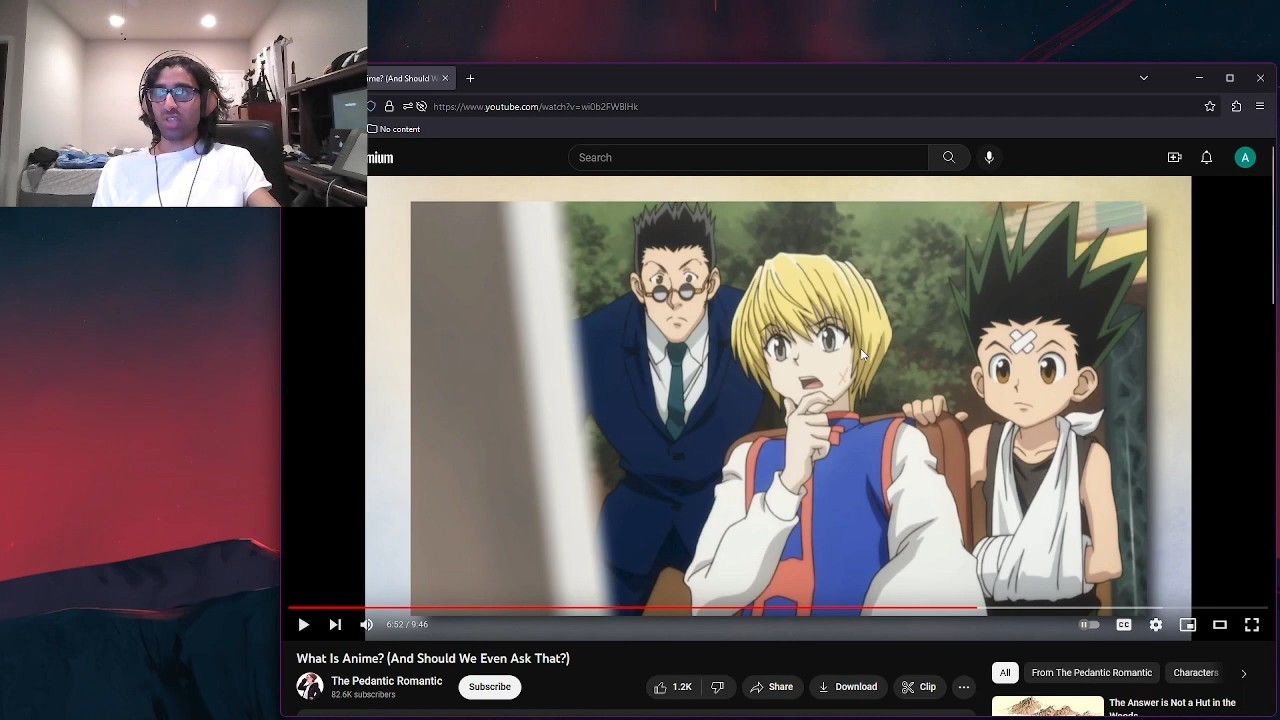 ime? (And Should W
https://www.youtube.com/watch?v=wi0b2FWBlHk
No content
mium
Search
A
6:52 / 9:46
CC
What Is Anime? (And Should We Even Ask That?)
The Pedantic Romantic
82.6K subscribers
Subscribe
1.2K
Share
Download
Clip
All
From The Pedantic Romantic
Characters
The Answer is Not a Hut in the
Woods